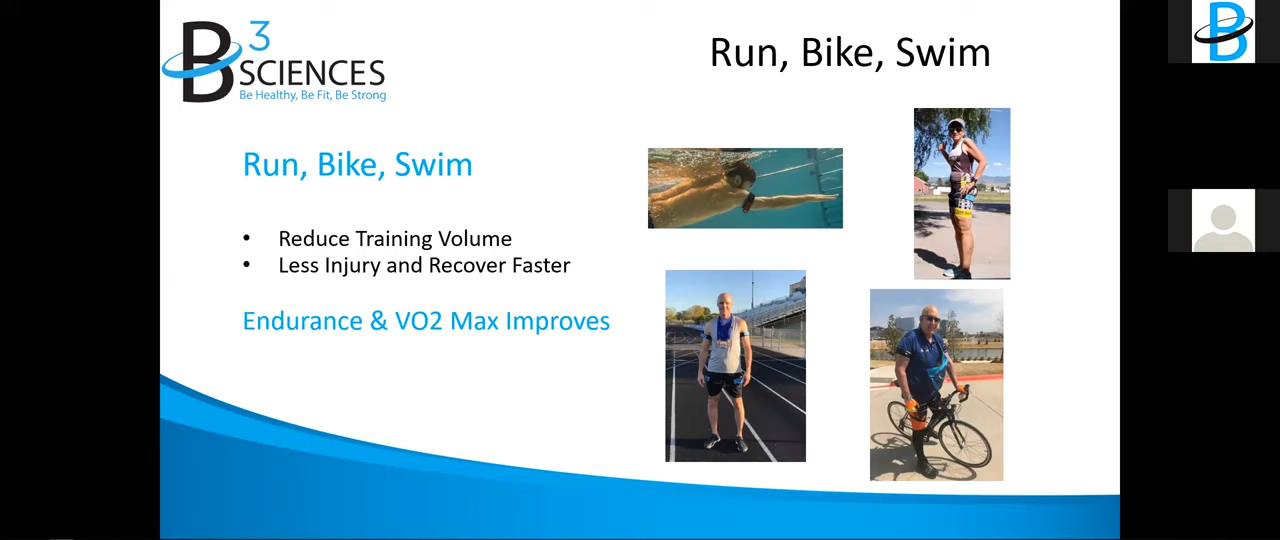 B3 SCIENCES
Be Healthy, Be Fit, Be Strong
Run, Bike, Swim
Run, Bike, Swim
• Reduce Training Volume
• Less Injury and Recover Faster
Endurance & VO2 Max Improves
B